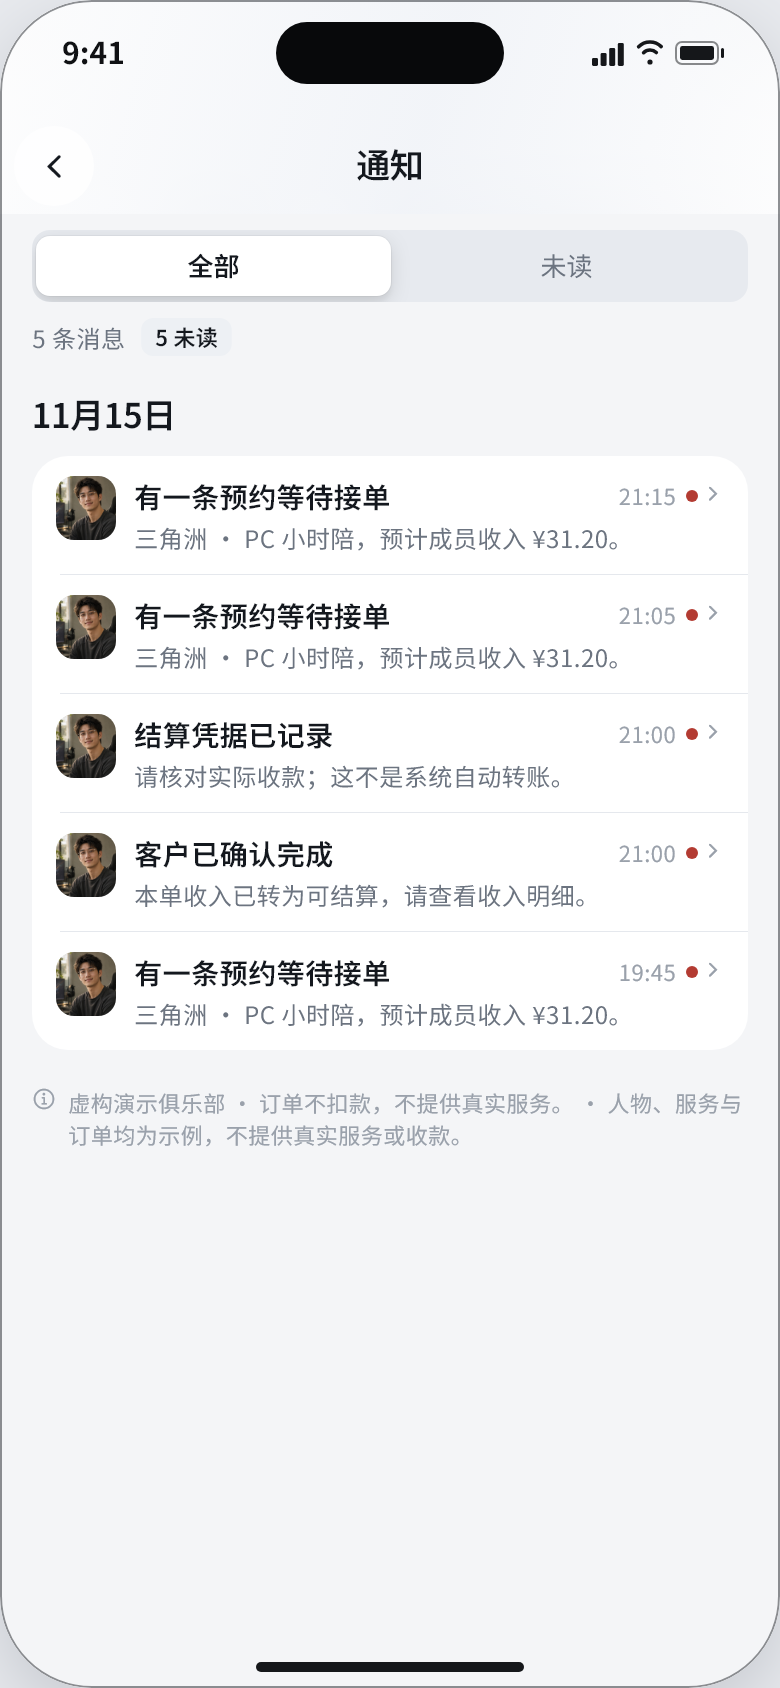 9:41
通知
全部
未读
5 条消息
5 未读
11月15日
有一条预约等待接单
21:15
三角洲 · PC 小时陪，预计成员收入 ¥31.20。
有一条预约等待接单
21:05
三角洲 · PC 小时陪，预计成员收入 ¥31.20。
结算凭据已记录
21:00
请核对实际收款；这不是系统自动转账。
客户已确认完成
21:00
本单收入已转为可结算，请查看收入明细。
有一条预约等待接单
19:45
三角洲 · PC 小时陪，预计成员收入 ¥31.20。
虚构演示俱乐部 · 订单不扣款，不提供真实服务。 · 人物、服务与
订单均为示例，不提供真实服务或收款。